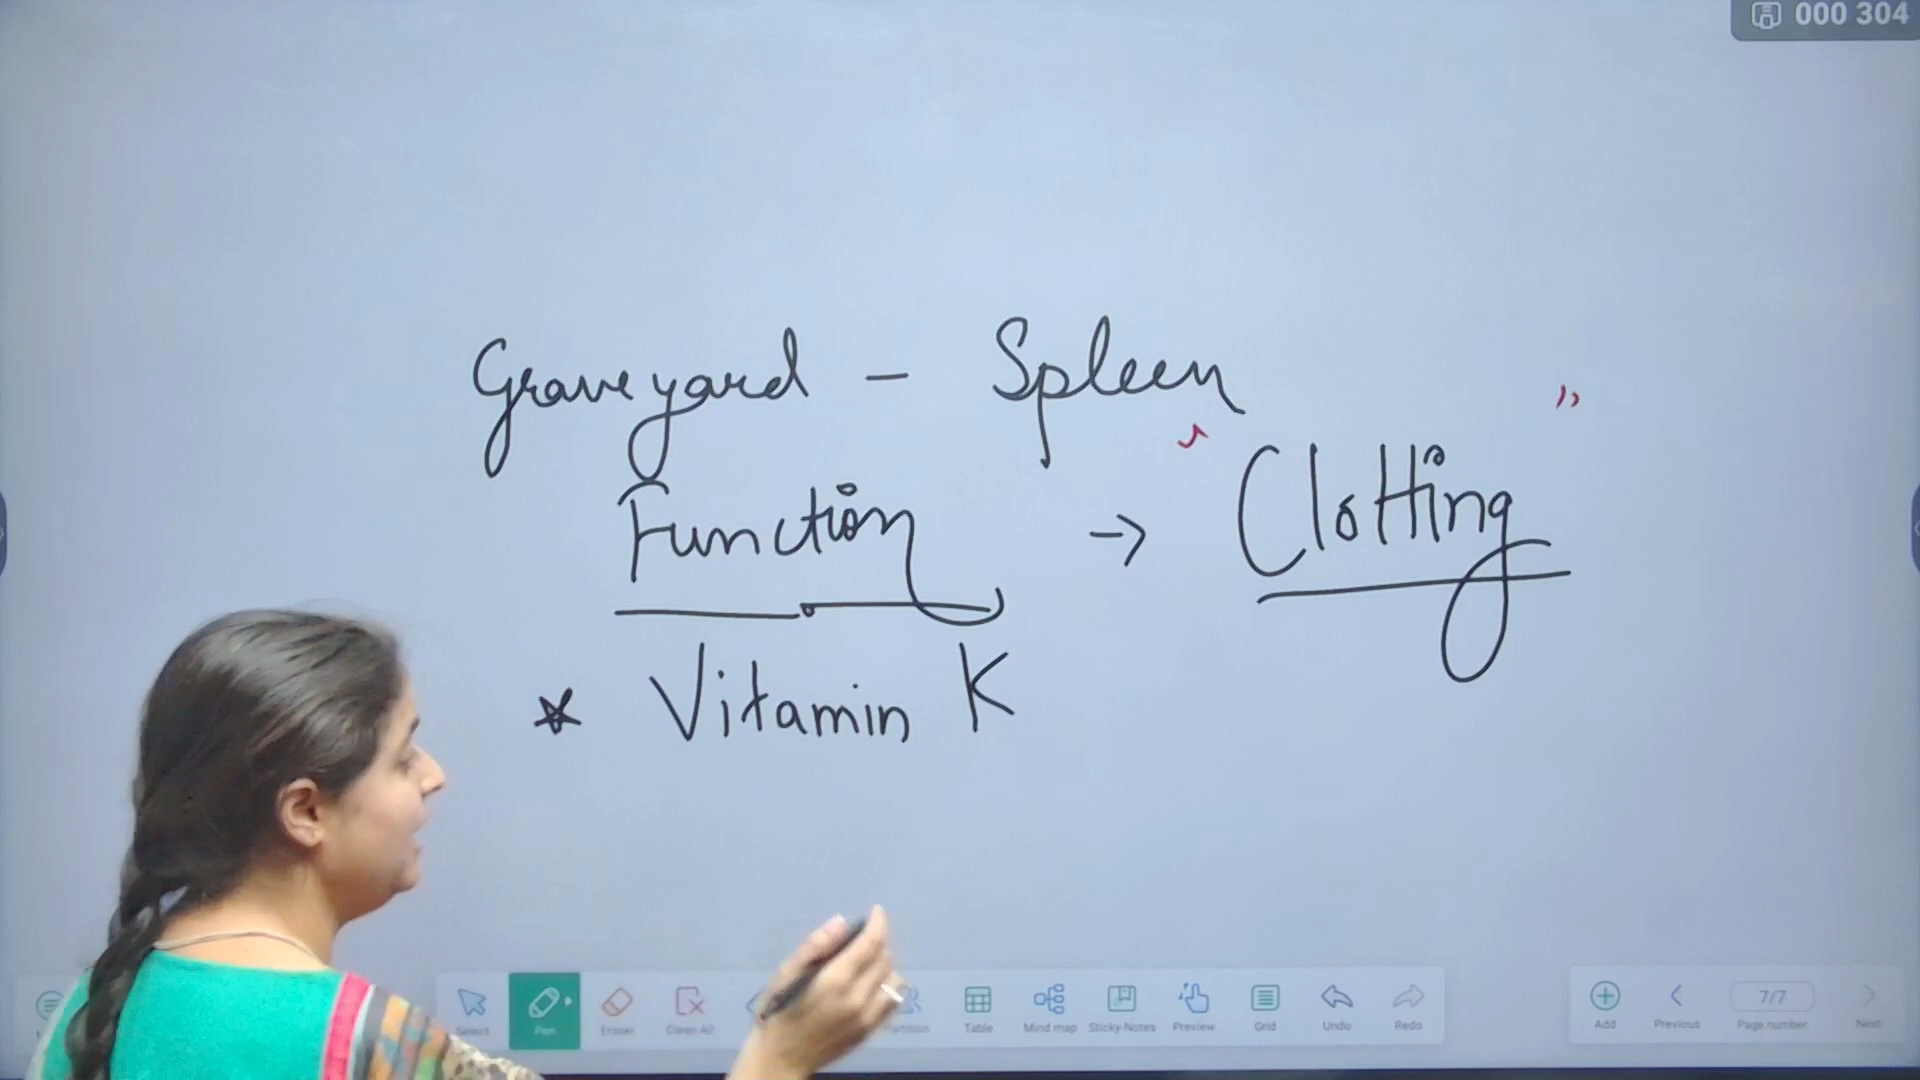 000 304
Graveyard - Spleen
Function → Clotting
* Vitamin K
Select Pen Eraser Clean All Table Mind map Sticky-Notes Preview Grid Undo Redo Add Previous 7/7 Page number Next